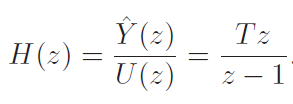 H(z) = Ŷ(z) / U(z) = Tz / (z − 1).